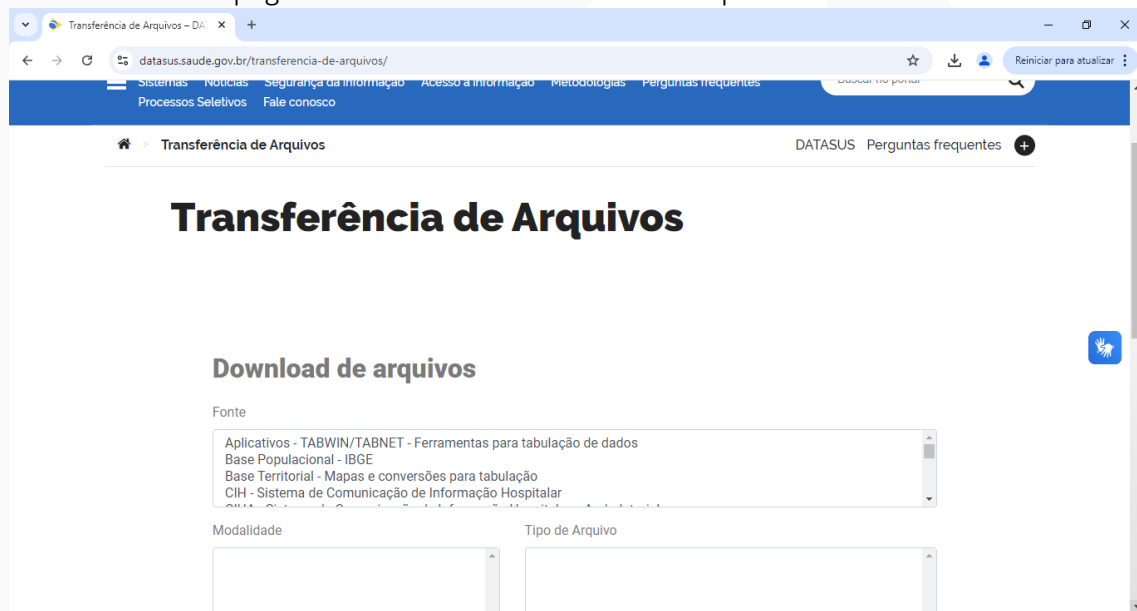 Transferência de Arquivos – DA
datasus.saude.gov.br/transferencia-de-arquivos/
Reiniciar para atualizar
Sistemas Notícias Segurança da Informação Acesso à Informação Metodologias Perguntas frequentes
Buscar no portal
Processos Seletivos Fale conosco
Transferência de Arquivos
DATASUS Perguntas frequentes
Transferência de Arquivos
Download de arquivos
Fonte
Aplicativos - TABWIN/TABNET - Ferramentas para tabulação de dados
Base Populacional - IBGE
Base Territorial - Mapas e conversões para tabulação
CIH - Sistema de Comunicação de Informação Hospitalar
Modalidade
Tipo de Arquivo